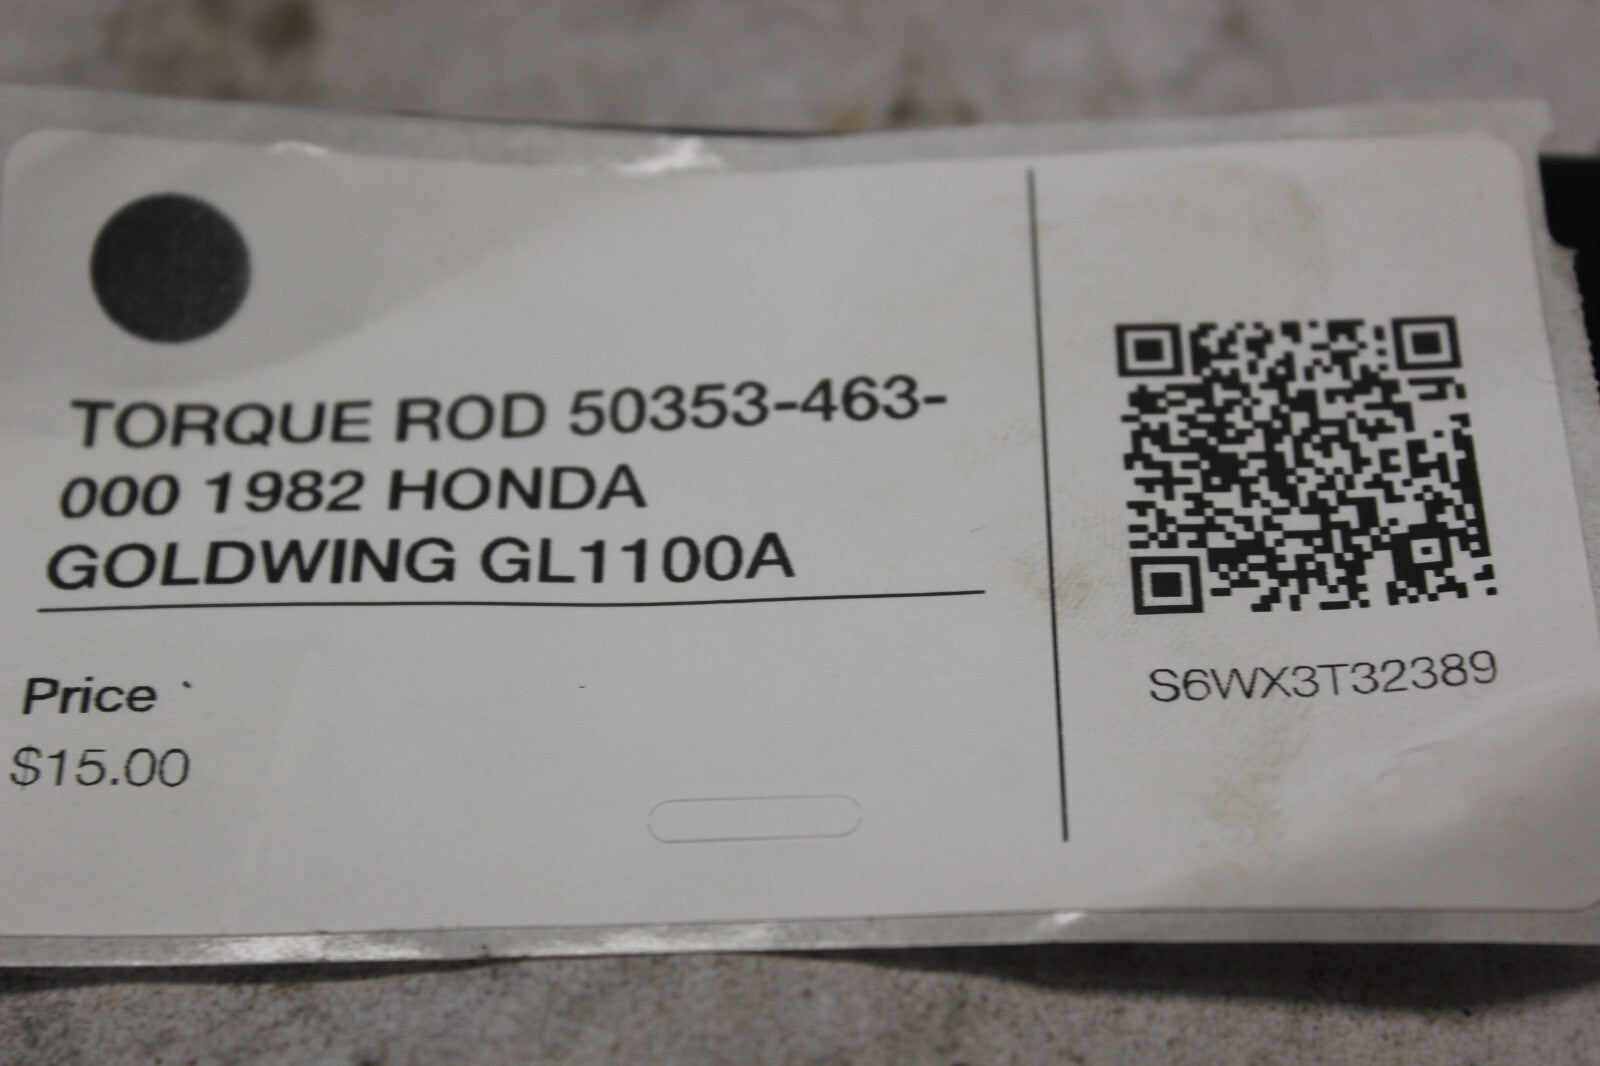 TORQUE ROD 50353-463-
000 1982 HONDA
GOLDWING GL1100A
Price
$15.00
S6WX3T32389